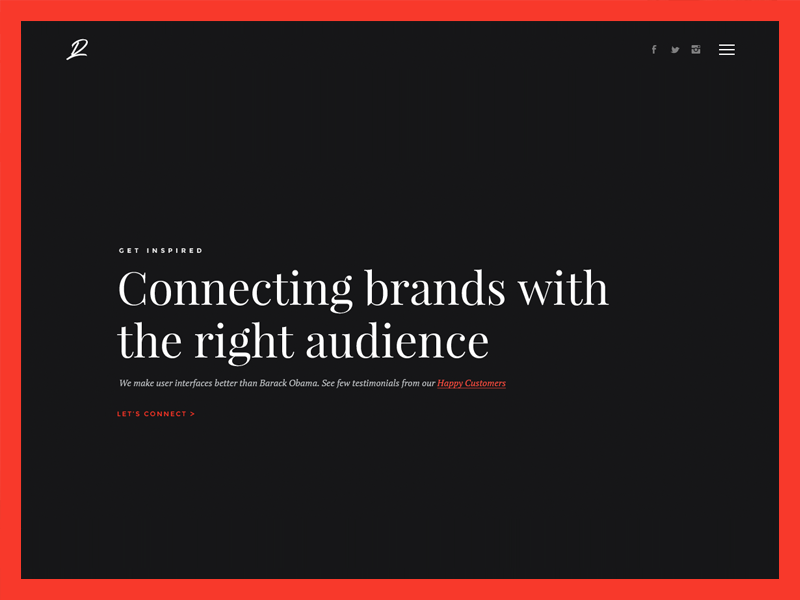 GET INSPIRED
Connecting brands with
the right audience
We make user interfaces better than Barack Obama. See few testimonials from our Happy Customers
LET'S CONNECT >